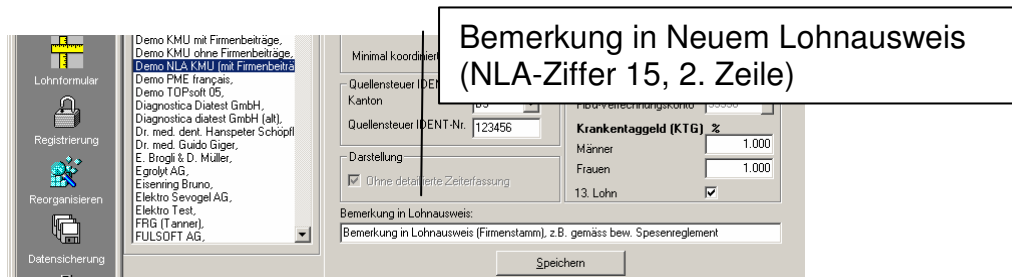 Bemerkung in Neuem Lohnausweis
(NLA-Ziffer 15, 2. Zeile)
Lohnformular
Registrierung
Reorganisieren
Datensicherung
Demo KMU mit Firmenbeiträge,
Demo KMU ohne Firmenbeiträge,
Demo NLA KMU (mit Firmenbeiträ
Demo PME français,
Demo TOPsoft 05,
Diagnostica Diatest GmbH,
Diagnostica diatest GmbH (alt),
Dr. med. dent. Hanspeter Schöpfl
Dr. med. Guido Giger,
E. Brogli & D. Müller,
Egrolyt AG,
Eisenring Bruno,
Elektro Sevogel AG,
Elektro Test,
FRG (Tanner),
FULSOFT AG,
Minimal koordiniert
Quellensteuer IDEN
Kanton
Quellensteuer IDENT-Nr. 123456
Darstellung
Ohne detaillierte Zeiterfassung
Krankentaggeld (KTG) %
Männer 1.000
Frauen 1.000
13. Lohn
Bemerkung in Lohnausweis:
Bemerkung in Lohnausweis (Firmenstamm), z.B. gemäss bew. Spesenreglement
Speichern